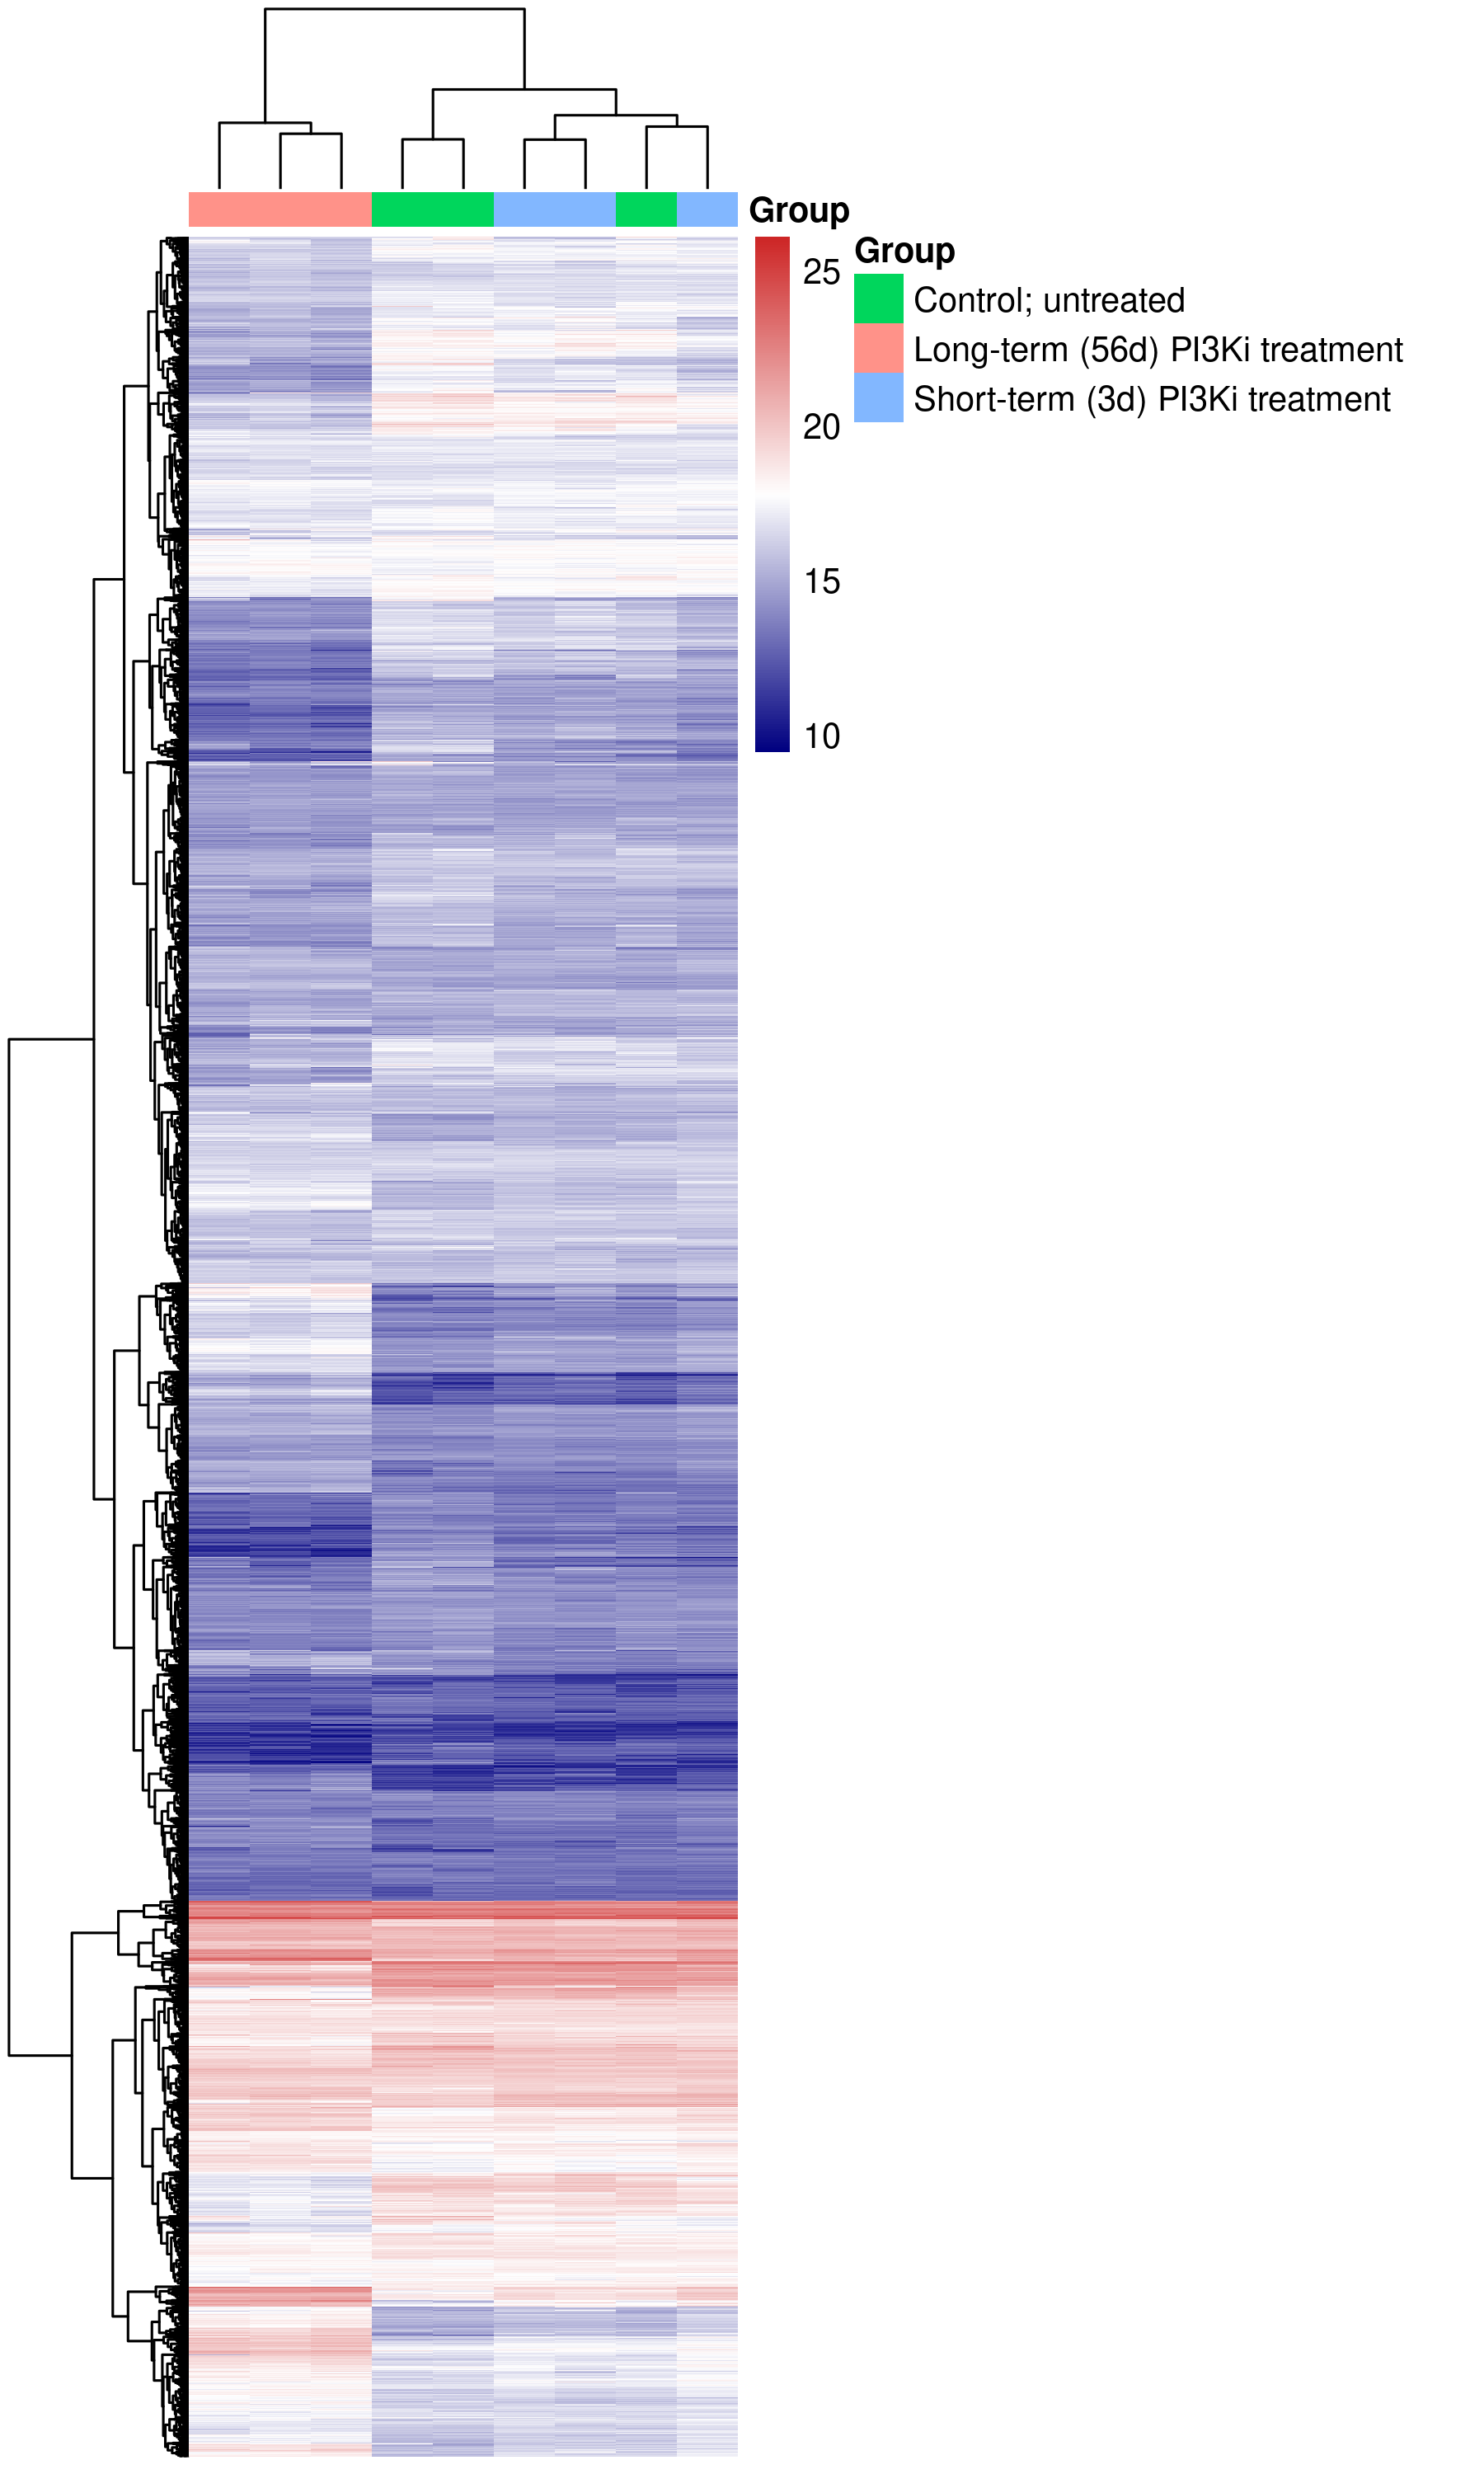 Group
25
20
15
10
Group
Control; untreated
Long-term (56d) PI3Ki treatment
Short-term (3d) PI3Ki treatment